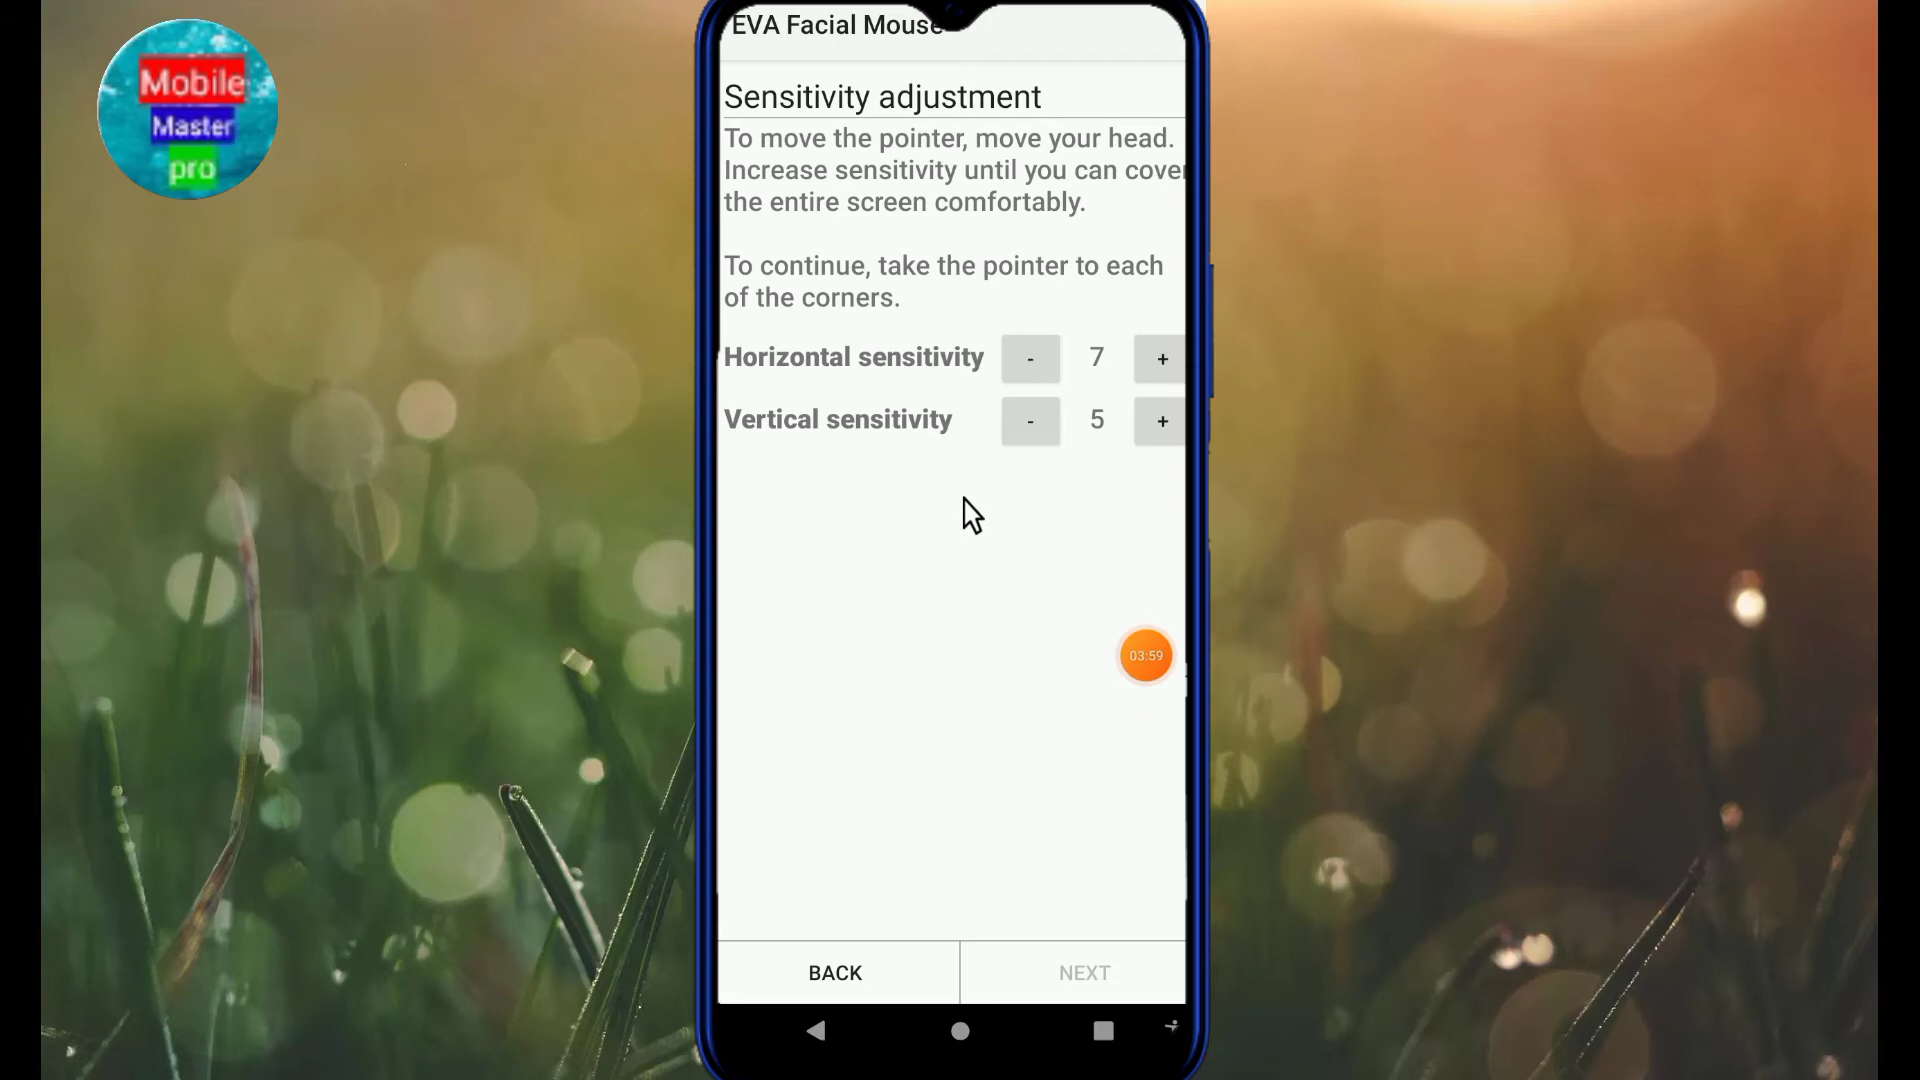 Mobile
Master
pro
EVA Facial Mouse
Sensitivity adjustment
To move the pointer, move your head.
Increase sensitivity until you can cover
the entire screen comfortably.
To continue, take the pointer to each
of the corners.
Horizontal sensitivity - 7 +
Vertical sensitivity - 5 +
03:59
BACK NEXT